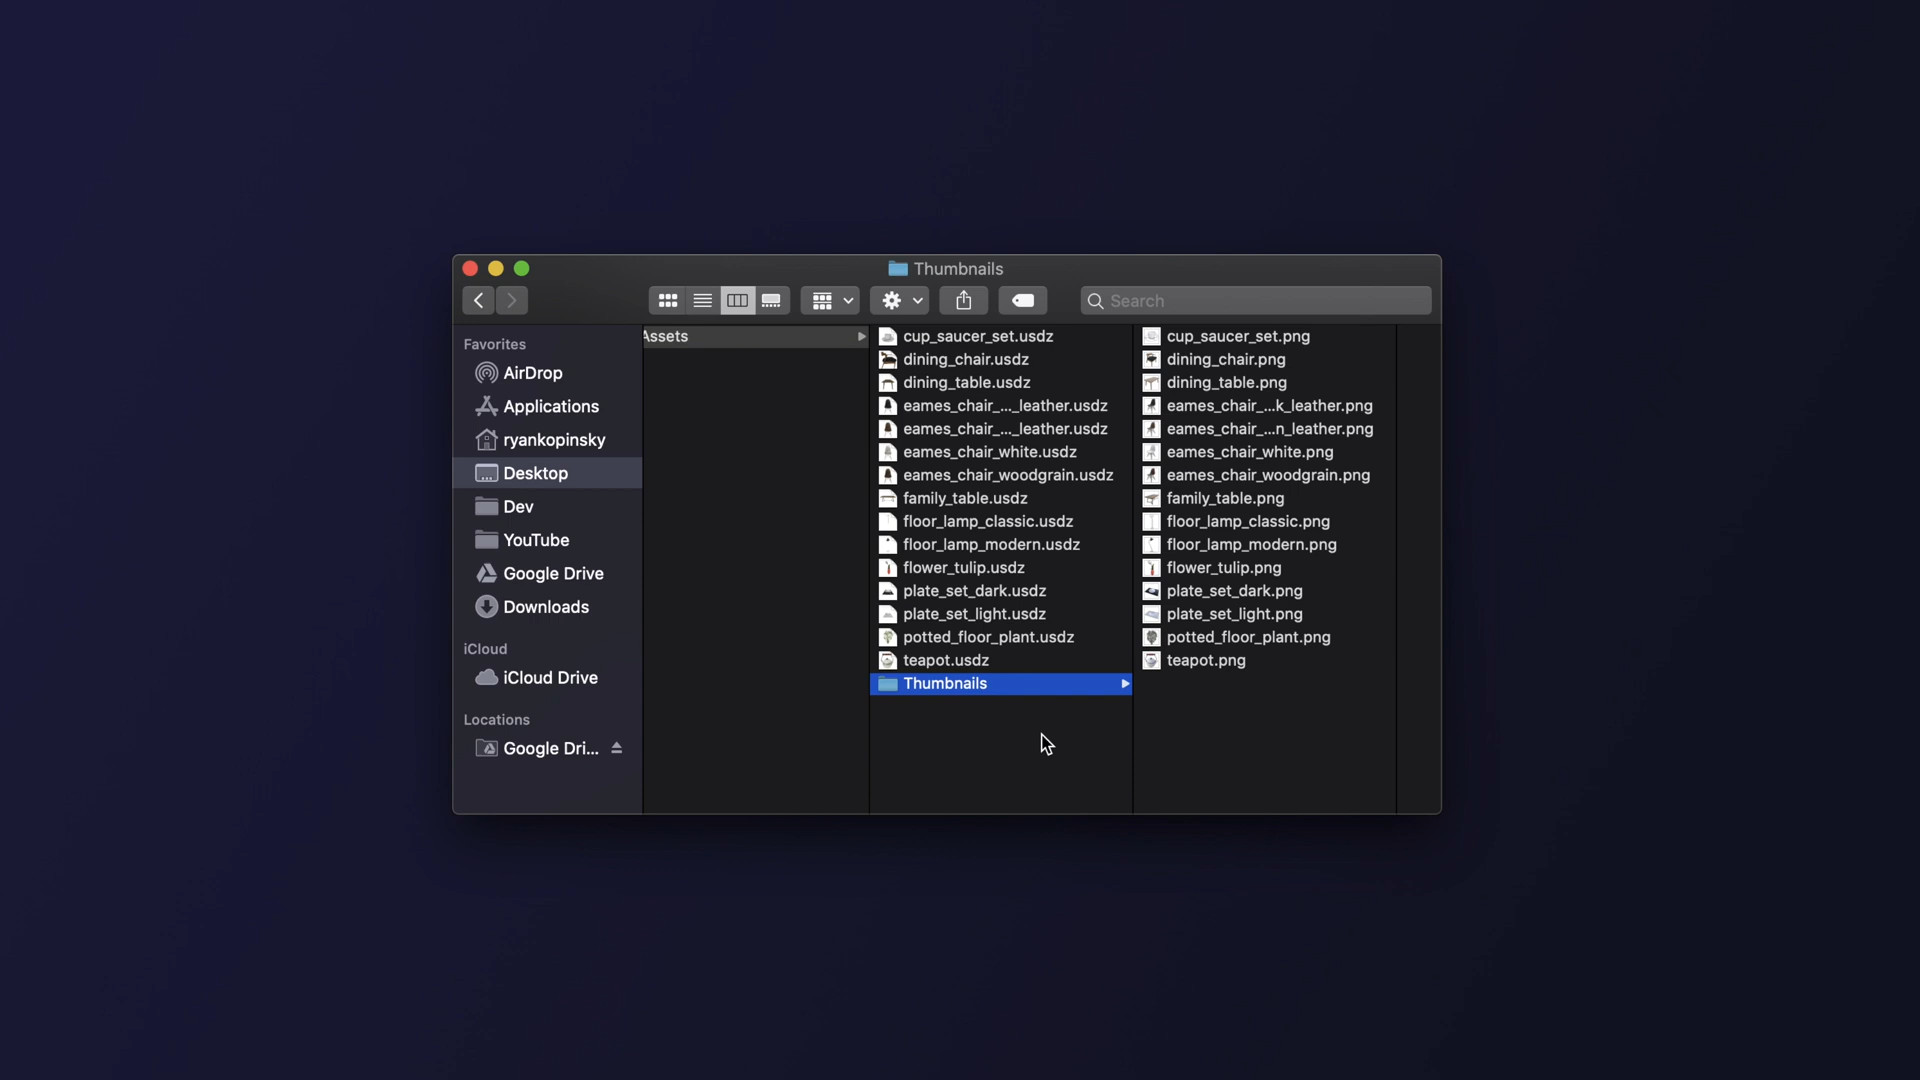 Thumbnails
Search
Favorites
AirDrop
Applications
ryankopinsky
Desktop
Dev
YouTube
Google Drive
Downloads
iCloud
iCloud Drive
Locations
Google Dri...
Assets
cup_saucer_set.usdz
dining_chair.usdz
dining_table.usdz
eames_chair_..._leather.usdz
eames_chair_..._leather.usdz
eames_chair_white.usdz
eames_chair_woodgrain.usdz
family_table.usdz
floor_lamp_classic.usdz
floor_lamp_modern.usdz
flower_tulip.usdz
plate_set_dark.usdz
plate_set_light.usdz
potted_floor_plant.usdz
teapot.usdz
Thumbnails
cup_saucer_set.png
dining_chair.png
dining_table.png
eames_chair_...k_leather.png
eames_chair_...n_leather.png
eames_chair_white.png
eames_chair_woodgrain.png
family_table.png
floor_lamp_classic.png
floor_lamp_modern.png
flower_tulip.png
plate_set_dark.png
plate_set_light.png
potted_floor_plant.png
teapot.png